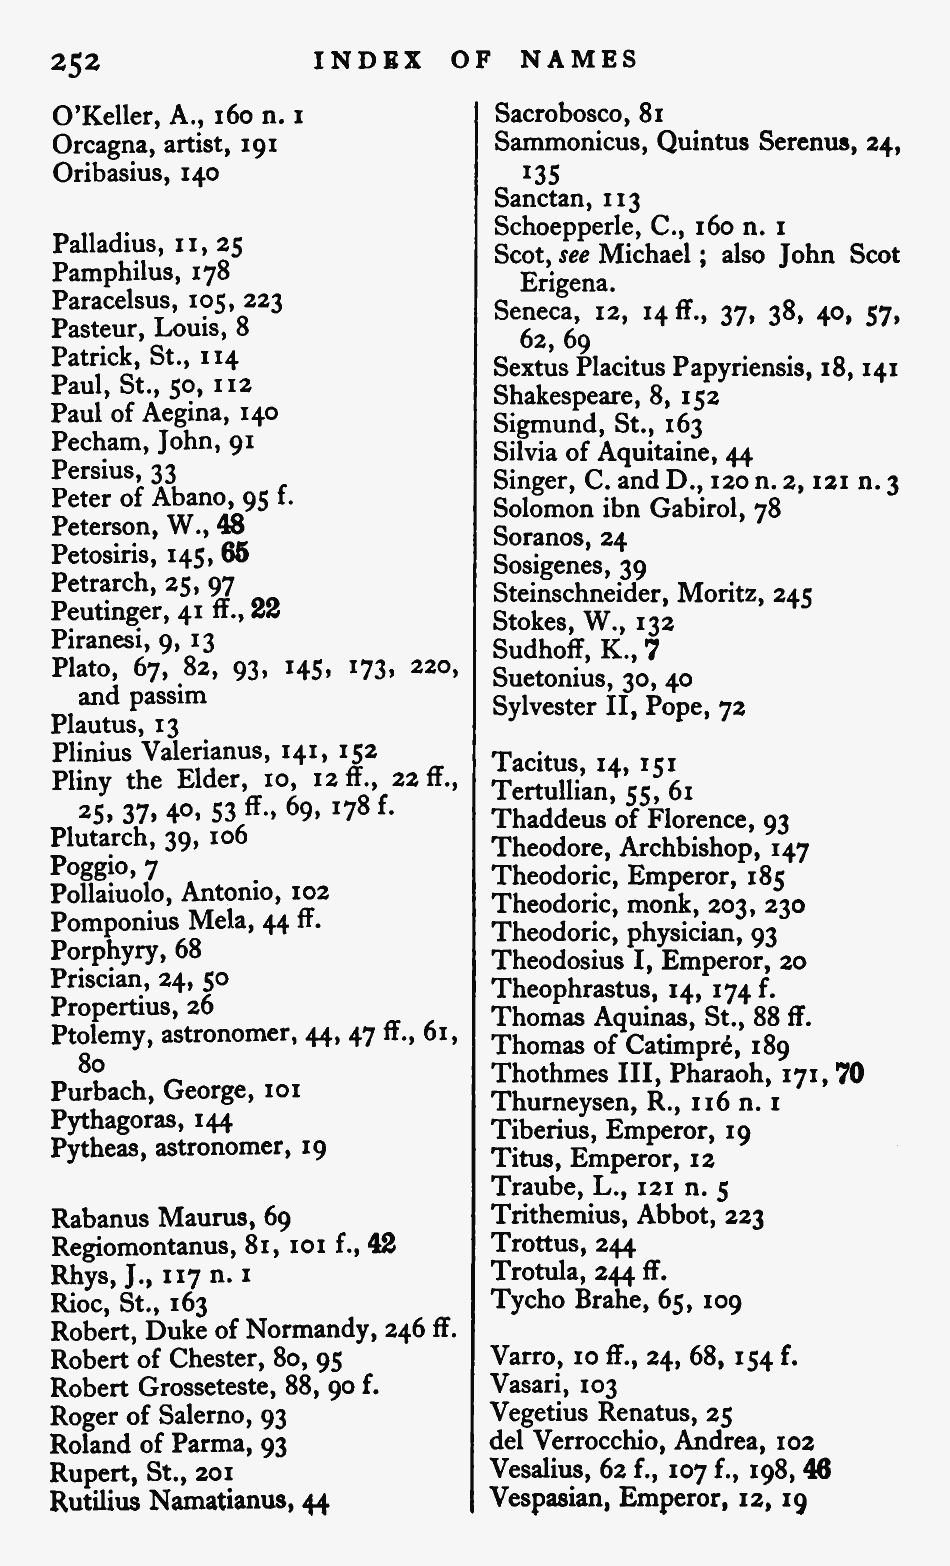 252 INDEX OF NAMES
O'Keller, A., 160 n. 1
Orcagna, artist, 191
Oribasius, 140
Palladius, 11, 25
Pamphilus, 178
Paracelsus, 105, 223
Pasteur, Louis, 8
Patrick, St., 114
Paul, St., 50, 112
Paul of Aegina, 140
Pecham, John, 91
Persius, 33
Peter of Abano, 95 f.
Peterson, W., 48
Petosiris, 145, 65
Petrarch, 25, 97
Peutinger, 41 ff., 22
Piranesi, 9, 13
Plato, 67, 82, 93, 145, 173, 220,
and passim
Plautus, 13
Plinius Valerianus, 141, 152
Pliny the Elder, 10, 12 ff., 22 ff.,
25, 37, 40, 53 ff., 69, 178 f.
Plutarch, 39, 106
Poggio, 7
Pollaiuolo, Antonio, 102
Pomponius Mela, 44 ff.
Porphyry, 68
Priscian, 24, 50
Propertius, 26
Ptolemy, astronomer, 44, 47 ff., 61,
80
Purbach, George, 101
Pythagoras, 144
Pytheas, astronomer, 19
Rabanus Maurus, 69
Regiomontanus, 81, 101 f., 42
Rhys, J., 117 n. 1
Rioc, St., 163
Robert, Duke of Normandy, 246 ff.
Robert of Chester, 80, 95
Robert Grosseteste, 88, 90 f.
Roger of Salerno, 93
Roland of Parma, 93
Rupert, St., 201
Rutilius Namatianus, 44
Sacrobosco, 81
Sammonicus, Quintus Serenus, 24,
135
Sanctan, 113
Schoepperle, C., 160 n. 1
Scot, see Michael ; also John Scot
Erigena.
Seneca, 12, 14 ff., 37, 38, 40, 57,
62, 69
Sextus Placitus Papyriensis, 18, 141
Shakespeare, 8, 152
Sigmund, St., 163
Silvia of Aquitaine, 44
Singer, C. and D., 120 n. 2, 121 n. 3
Solomon ibn Gabirol, 78
Soranos, 24
Sosigenes, 39
Steinschneider, Moritz, 245
Stokes, W., 132
Sudhoff, K., 7
Suetonius, 30, 40
Sylvester II, Pope, 72
Tacitus, 14, 151
Tertullian, 55, 61
Thaddeus of Florence, 93
Theodore, Archbishop, 147
Theodoric, Emperor, 185
Theodoric, monk, 203, 230
Theodoric, physician, 93
Theodosius I, Emperor, 20
Theophrastus, 14, 174 f.
Thomas Aquinas, St., 88 ff.
Thomas of Catimpré, 189
Thothmes III, Pharaoh, 171, 70
Thurneysen, R., 116 n. 1
Tiberius, Emperor, 19
Titus, Emperor, 12
Traube, L., 121 n. 5
Trithemius, Abbot, 223
Trottus, 244
Trotula, 244 ff.
Tycho Brahe, 65, 109
Varro, 10 ff., 24, 68, 154 f.
Vasari, 103
Vegetius Renatus, 25
del Verrocchio, Andrea, 102
Vesalius, 62 f., 107 f., 198, 46
Vespasian, Emperor, 12, 19